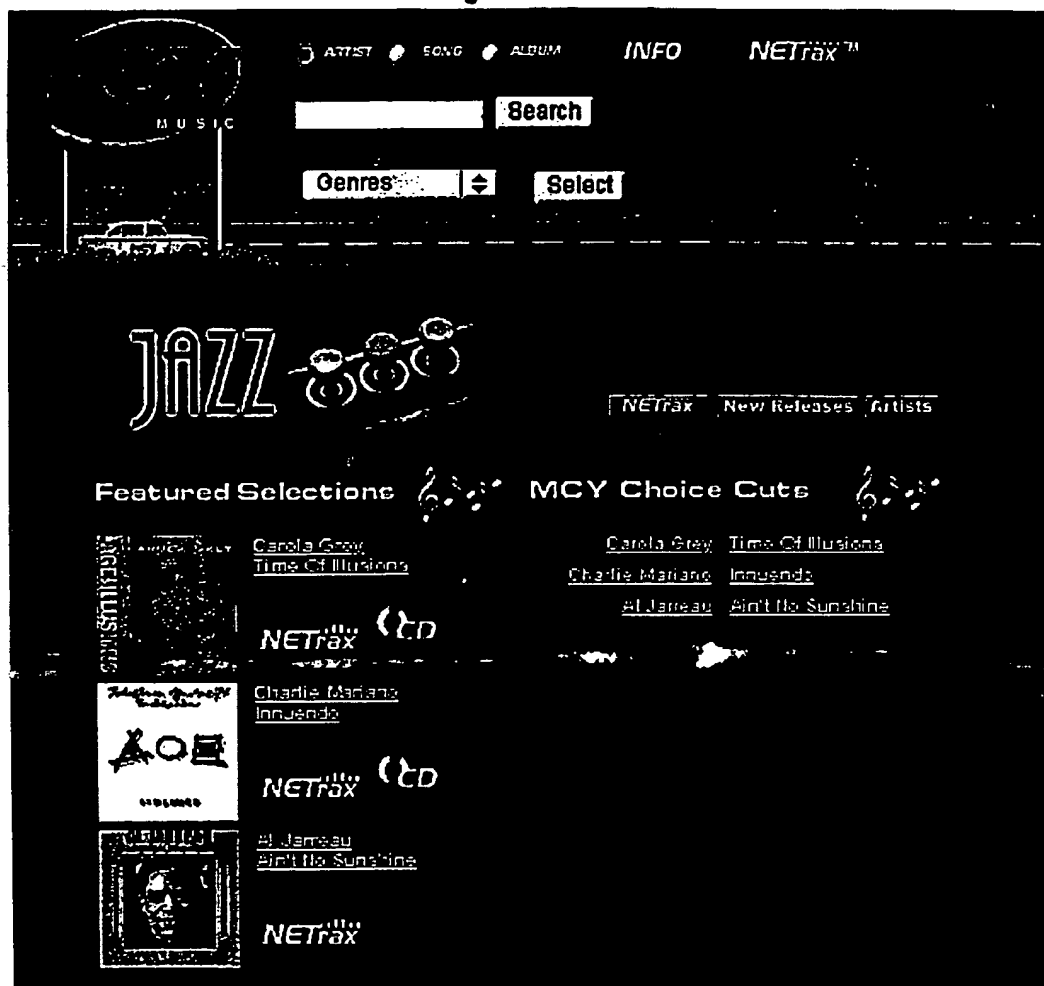 ARTIST SONG ALBUM INFO NETrax™
MUSIC
Search
Genres Select
JAZZ
NETrax New Releases Artists
Featured Selections MCY Choice Cuts
Carola Grey
Time Of Illusions
NETrax CD
Carola Grey Time Of Illusions
Charlie Mariano Innuendo
Al Jarreau Ain't No Sunshine
Charlie Mariano
Innuendo
NETrax CD
Al Jarreau
Ain't No Sunshine
NETrax